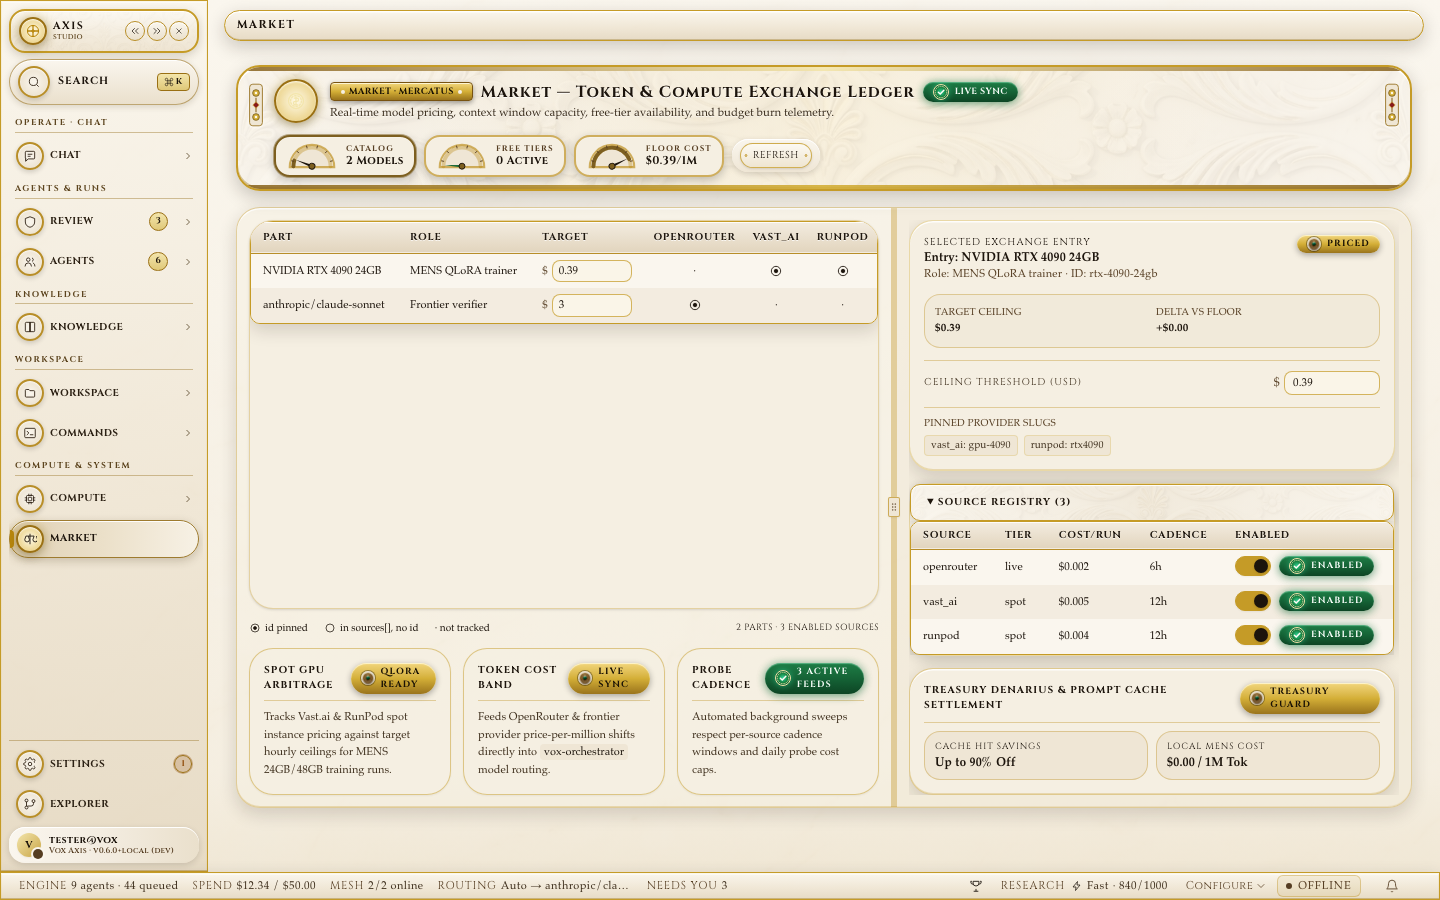 AXIS
STUDIO
SEARCH
⌘K
OPERATE · CHAT
CHAT
AGENTS & RUNS
REVIEW 3
AGENTS 6
KNOWLEDGE
KNOWLEDGE
WORKSPACE
WORKSPACE
COMMANDS
COMPUTE & SYSTEM
COMPUTE
MARKET
SETTINGS 1
EXPLORER
V
TESTER@VOX
VOX AXIS · V0.6.0+LOCAL (DEV)
MARKET
MARKET · MERCATUS
MARKET — TOKEN & COMPUTE EXCHANGE LEDGER
LIVE SYNC
Real-time model pricing, context window capacity, free-tier availability, and budget burn telemetry.
CATALOG
2 MODELS
FREE TIERS
0 ACTIVE
FLOOR COST
$0.39/1M
REFRESH
PART ROLE TARGET OPENROUTER VAST_AI RUNPOD
NVIDIA RTX 4090 24GB MENS QLoRA trainer $ 0.39 ·
anthropic/claude-sonnet Frontier verifier $ 3 · ·
id pinned in sources[], no id · not tracked
2 PARTS · 3 ENABLED SOURCES
SPOT GPU
ARBITRAGE
QLORA
READY
Tracks Vast.ai & RunPod spot
instance pricing against target
hourly ceilings for MENS
24GB/48GB training runs.
TOKEN COST
BAND
LIVE
SYNC
Feeds OpenRouter & frontier
provider price-per-million shifts
directly into vox-orchestrator
model routing.
PROBE
CADENCE
3 ACTIVE
FEEDS
Automated background sweeps
respect per-source cadence
windows and daily probe cost
caps.
SELECTED EXCHANGE ENTRY
Entry: NVIDIA RTX 4090 24GB
Role: MENS QLoRA trainer · ID: rtx-4090-24gb
PRICED
TARGET CEILING
$0.39
DELTA VS FLOOR
+$0.00
CEILING THRESHOLD (USD) $ 0.39
PINNED PROVIDER SLUGS
vast_ai: gpu-4090 runpod: rtx4090
▼ SOURCE REGISTRY (3)
SOURCE TIER COST/RUN CADENCE ENABLED
openrouter live $0.002 6h ENABLED
vast_ai spot $0.005 12h ENABLED
runpod spot $0.004 12h ENABLED
TREASURY DENARIUS & PROMPT CACHE
SETTLEMENT
TREASURY
GUARD
CACHE HIT SAVINGS
Up to 90% Off
LOCAL MENS COST
$0.00 / 1M Tok
ENGINE 9 agents · 44 queued SPEND $12.34 / $50.00 MESH 2/2 online ROUTING Auto → anthropic/cla... NEEDS YOU 3 RESEARCH Fast · 840/1000 CONFIGURE OFFLINE